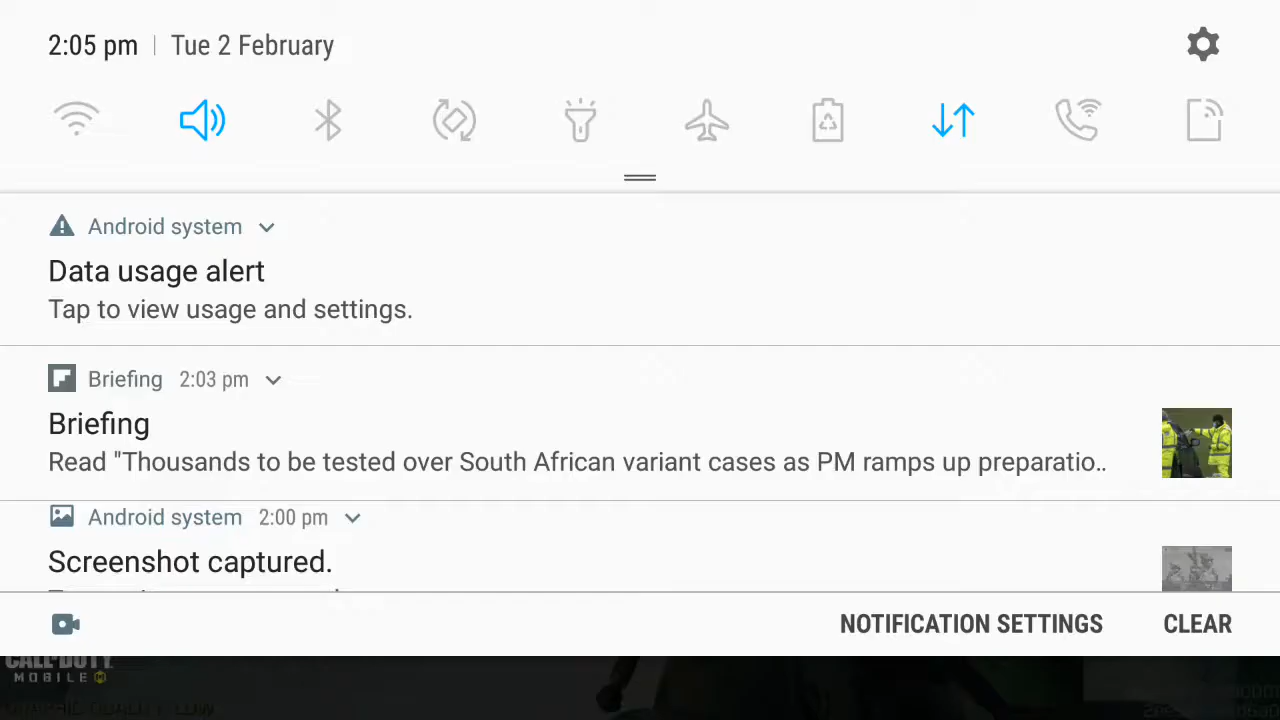 2:05 pm | Tue 2 February
Android system
Data usage alert
Tap to view usage and settings.
Briefing 2:03 pm
Briefing
Read "Thousands to be tested over South African variant cases as PM ramps up preparatio..
Android system 2:00 pm
Screenshot captured.
NOTIFICATION SETTINGS CLEAR
CALL OF DUTY
MOBILE